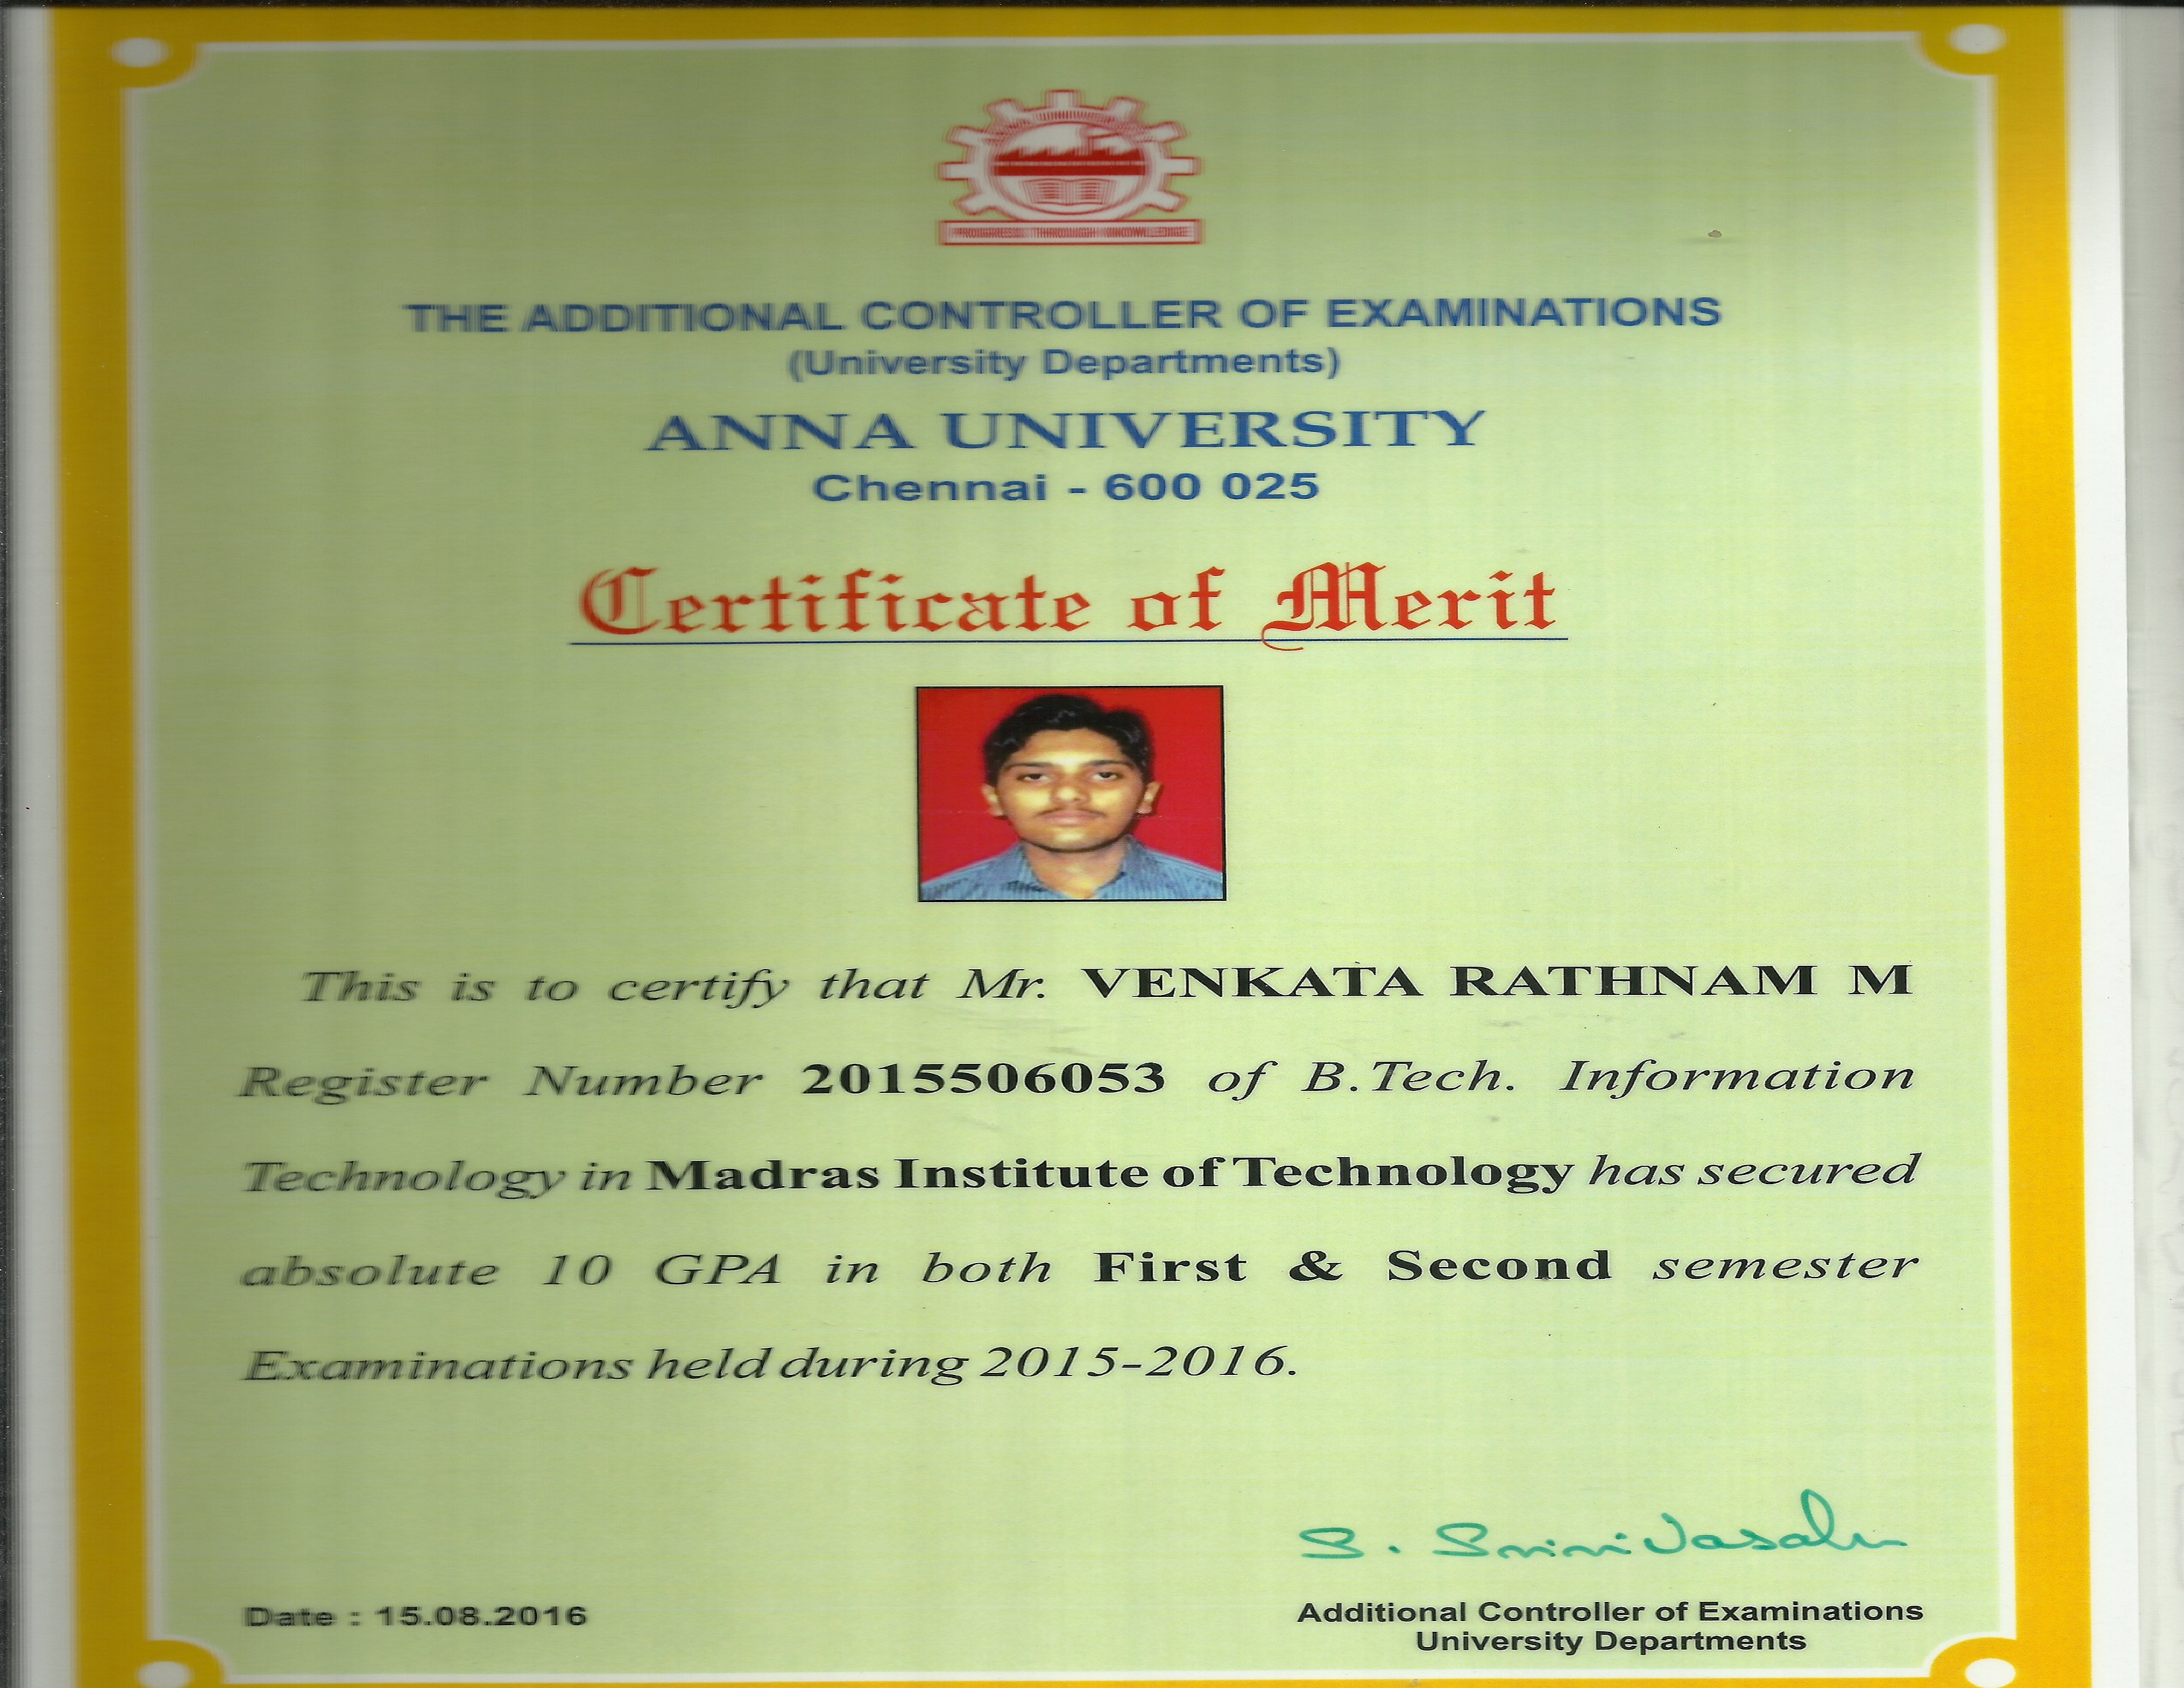 PROGRESS THROUGH KNOWLEDGE
THE ADDITIONAL CONTROLLER OF EXAMINATIONS
(University Departments)
ANNA UNIVERSITY
Chennai - 600 025
Certificate of Merit
This is to certify that Mr. VENKATA RATHNAM M
Register Number 2015506053 of B.Tech. Information
Technology in Madras Institute of Technology has secured
absolute 10 GPA in both First & Second semester
Examinations held during 2015-2016.
S. Srinivasalu
Date : 15.08.2016
Additional Controller of Examinations
University Departments